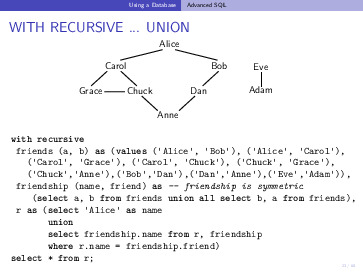 Using a Database Advanced SQL
WITH RECURSIVE ... UNION
Alice
Carol Bob Eve
Grace Chuck Dan Adam
Anne
with recursive
friends (a, b) as (values ('Alice', 'Bob'), ('Alice', 'Carol'),
('Carol', 'Grace'), ('Carol', 'Chuck'), ('Chuck', 'Grace'),
('Chuck','Anne'),('Bob','Dan'),('Dan','Anne'),('Eve','Adam')),
friendship (name, friend) as -- friendship is symmetric
(select a, b from friends union all select b, a from friends),
r as (select 'Alice' as name
union
select friendship.name from r, friendship
where r.name = friendship.friend)
select * from r;